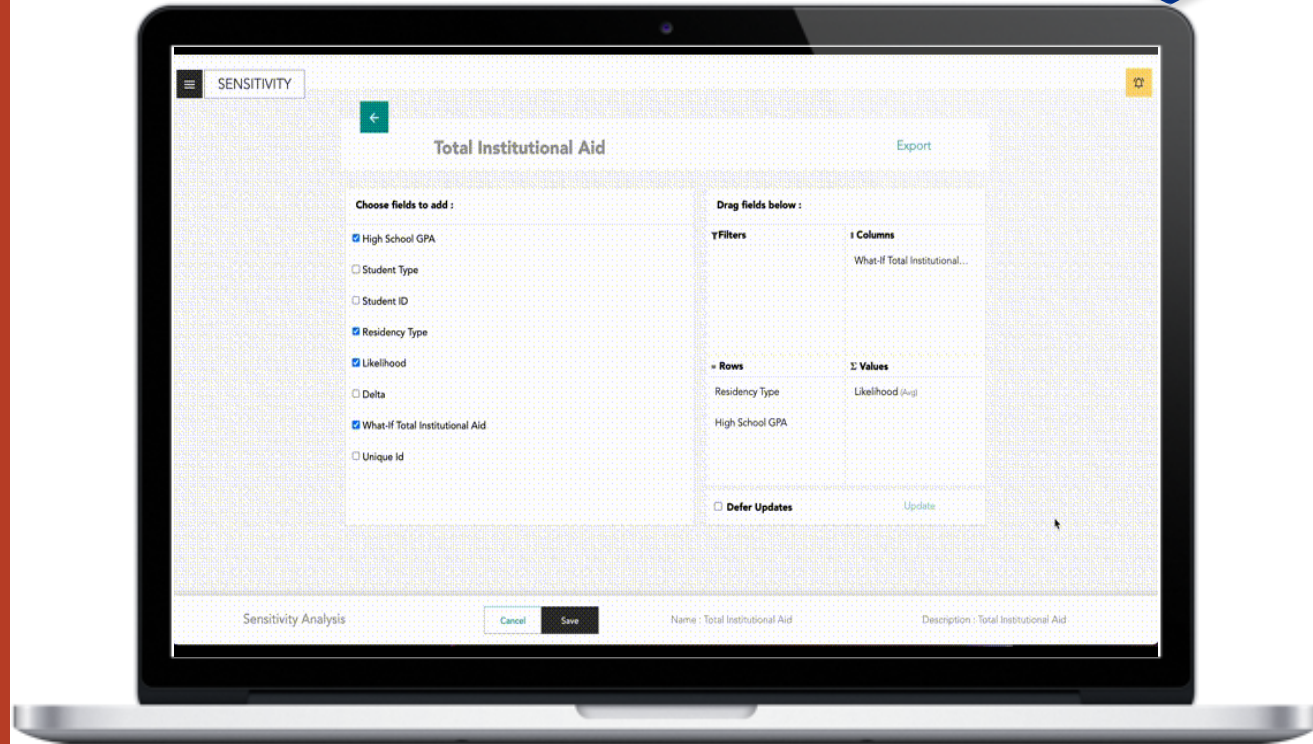 SENSITIVITY
Total Institutional Aid
Export
Choose fields to add :
High School GPA
Student Type
Student ID
Residency Type
Likelihood
Delta
What-If Total Institutional Aid
Unique Id
Drag fields below :
Filters
Columns
What-If Total Institutional...
Rows
Residency Type
High School GPA
Σ Values
Likelihood (Avg)
Defer Updates
Update
Sensitivity Analysis
Cancel
Save
Name : Total Institutional Aid
Description : Total Institutional Aid